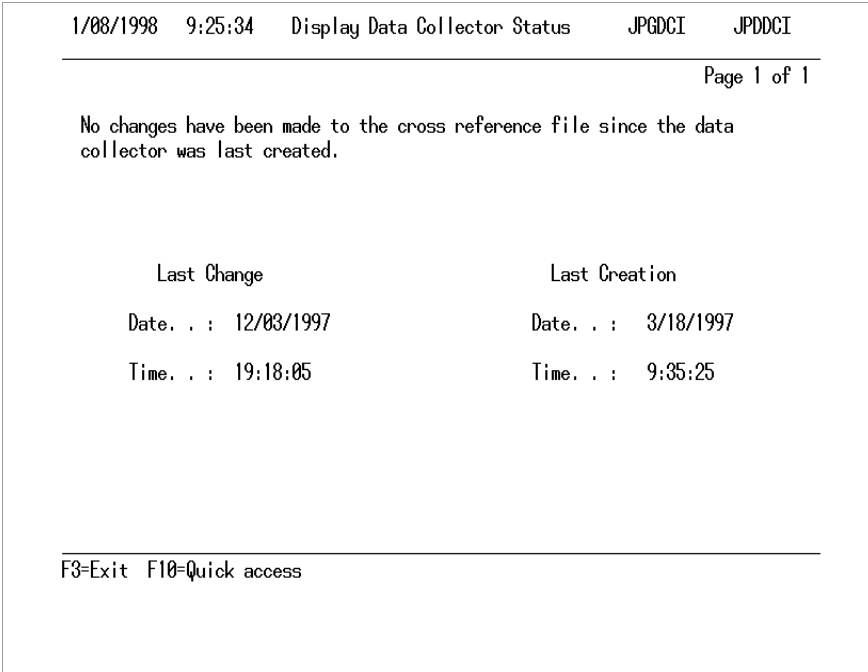 1/08/1998 9:25:34 Display Data Collector Status JPGDCI JPDDCI
Page 1 of 1
No changes have been made to the cross reference file since the data
collector was last created.
Last Change Last Creation
Date. . : 12/03/1997 Date. . : 3/18/1997
Time. . : 19:18:05 Time. . : 9:35:25
F3=Exit F10=Quick access